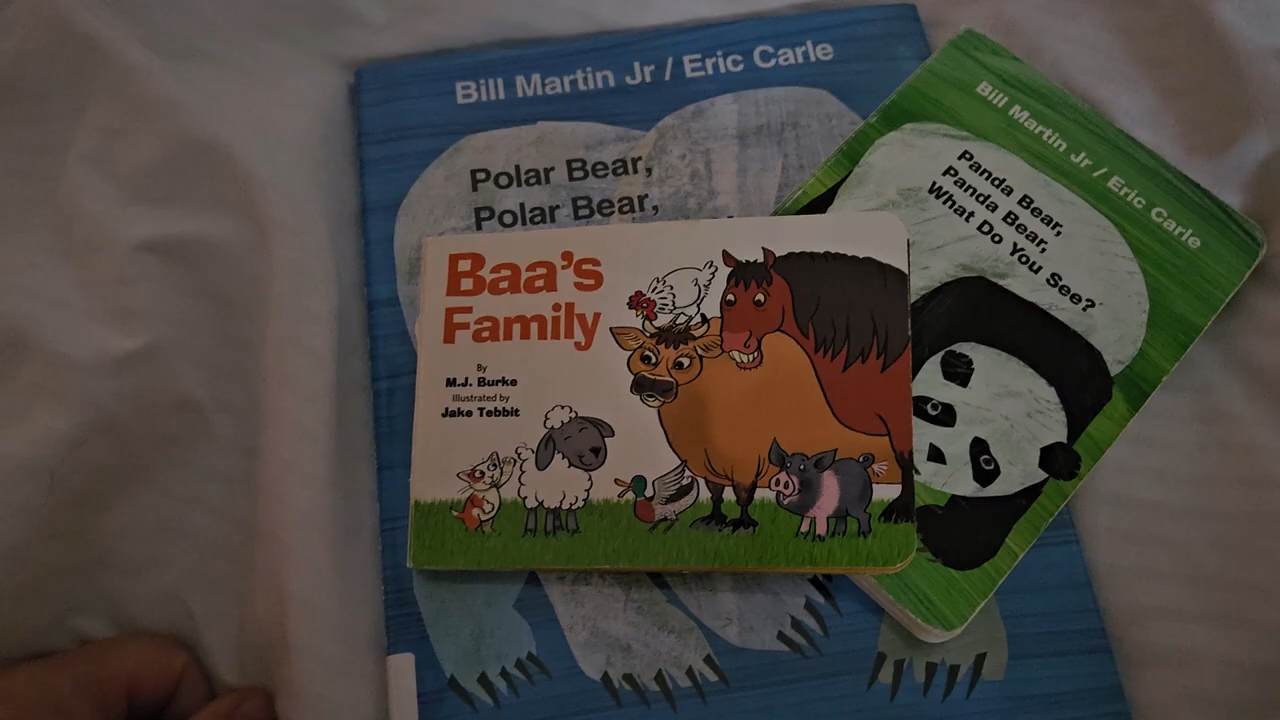 Bill Martin Jr / Eric Carle
Polar Bear,
Polar Bear,
Bill Martin Jr / Eric Carle
Panda Bear,
Panda Bear,
What Do You See?
Baa's
Family
By
M.J. Burke
Illustrated by
Jake Tebbit